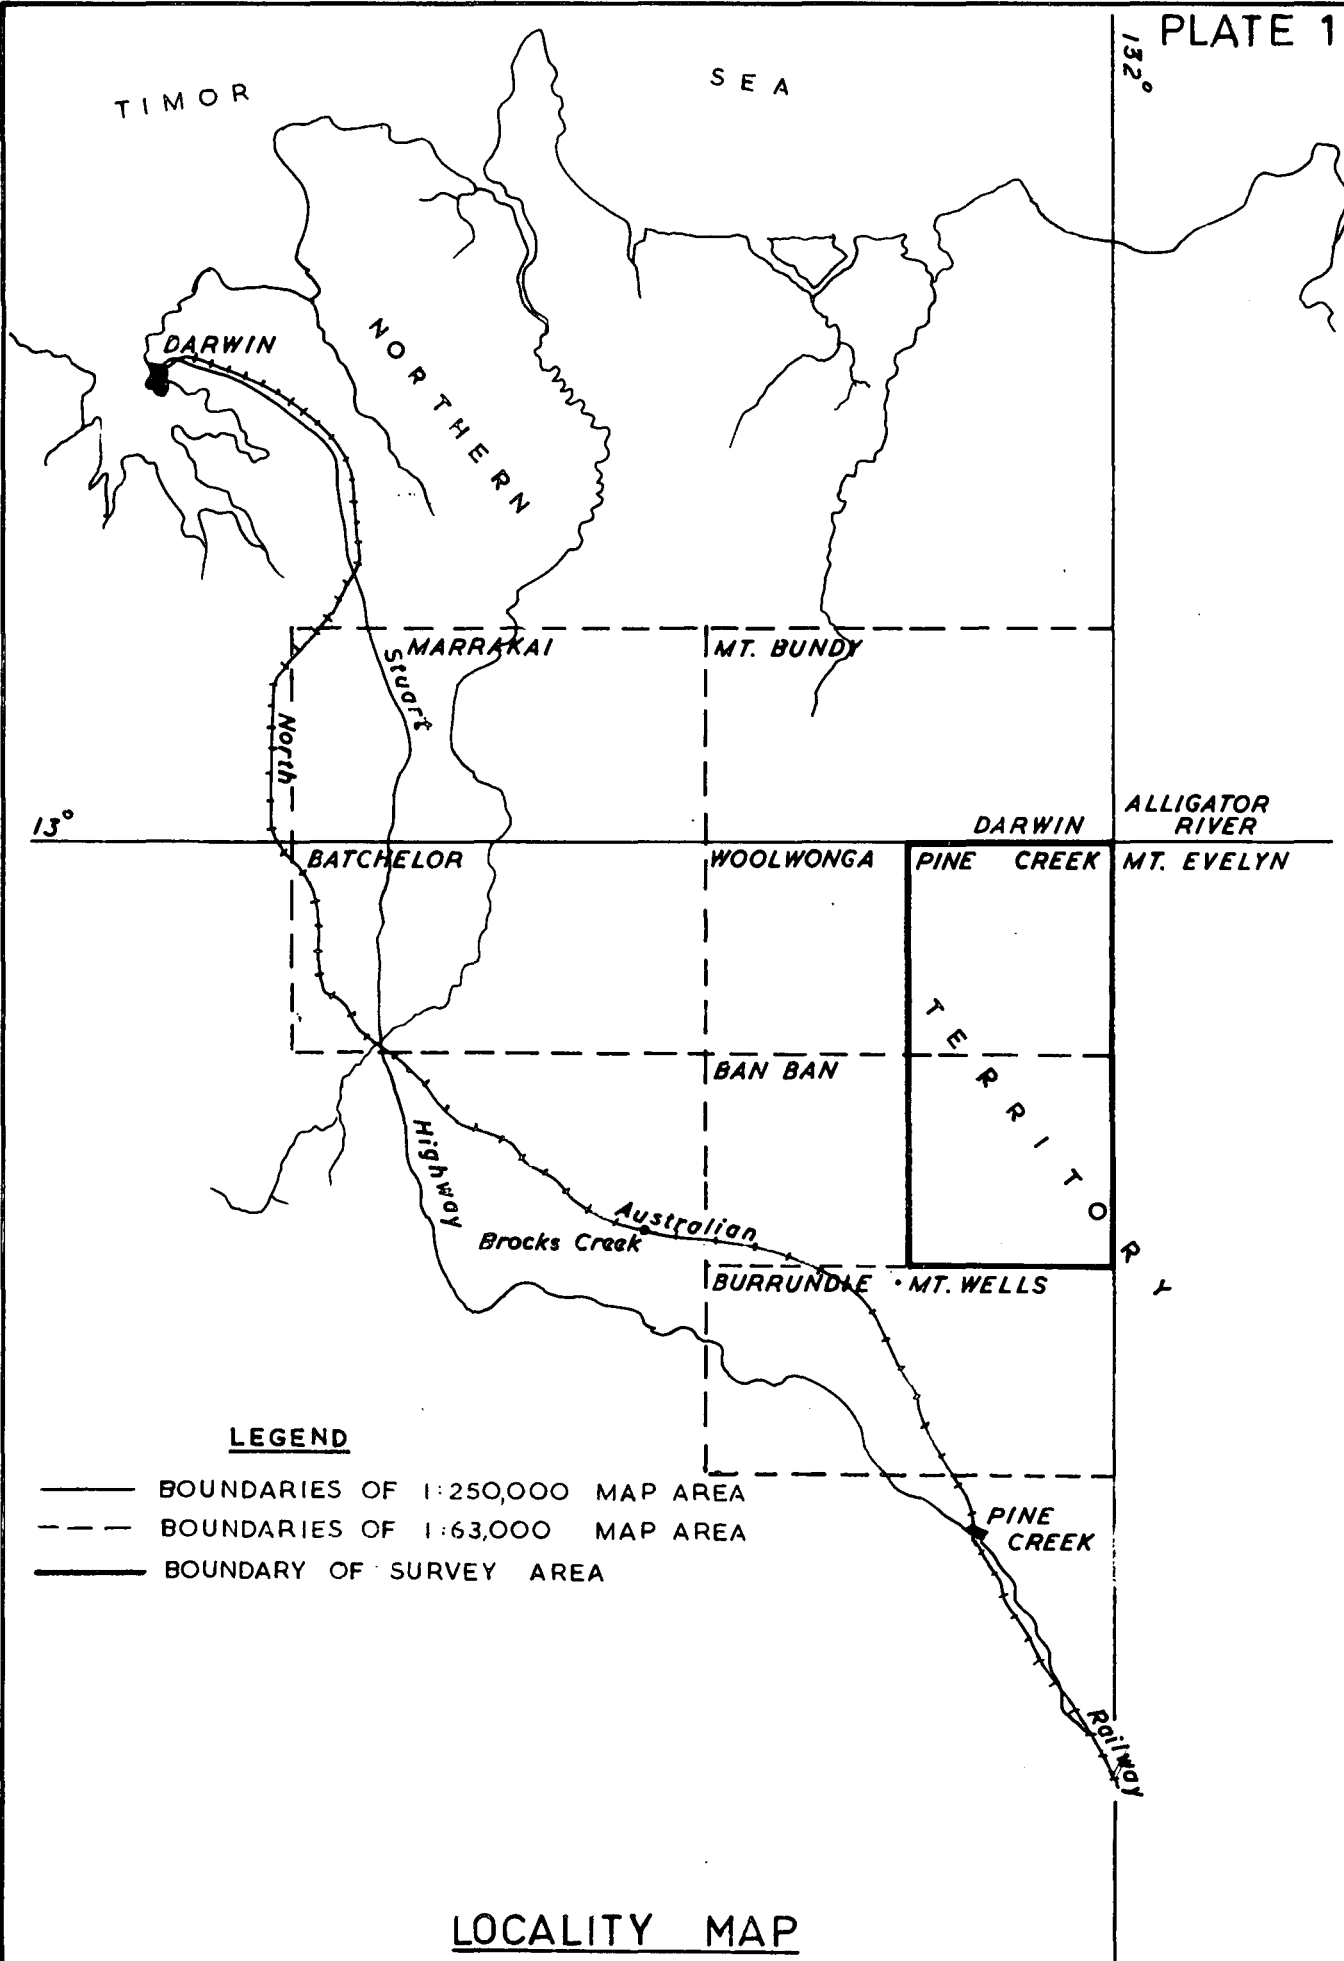 PLATE 1
132°
TIMOR SEA
DARWIN
NORTHERN
MARRAKAI
MT. BUNDY
Stuart
North
13°
DARWIN
ALLIGATOR
RIVER
BATCHELOR
WOOLWONGA
PINE CREEK
MT. EVELYN
TERRITORY
BAN BAN
Highway
Australian
Brocks Creek
BURRUNDIE
MT. WELLS
LEGEND
BOUNDARIES OF 1:250,000 MAP AREA
BOUNDARIES OF 1:63,000 MAP AREA
BOUNDARY OF SURVEY AREA
PINE
CREEK
Railway
LOCALITY MAP